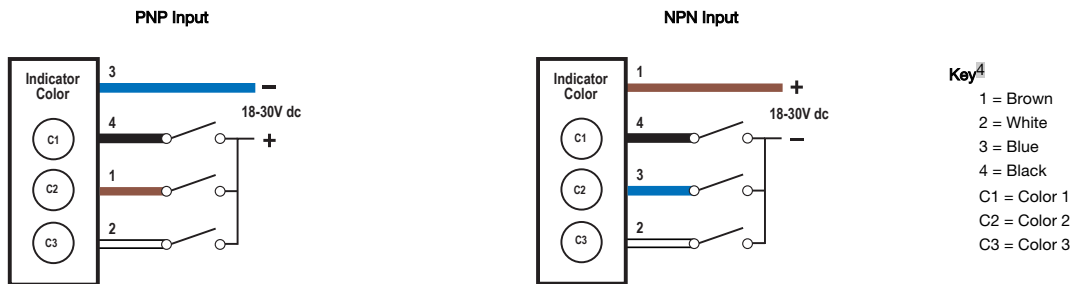 PNP Input
Indicator
Color
3
−
18-30V dc
4
+
C1
1
C2
2
C3
NPN Input
Indicator
Color
1
+
18-30V dc
4
−
C1
3
C2
2
C3
Key4
1 = Brown
2 = White
3 = Blue
4 = Black
C1 = Color 1
C2 = Color 2
C3 = Color 3